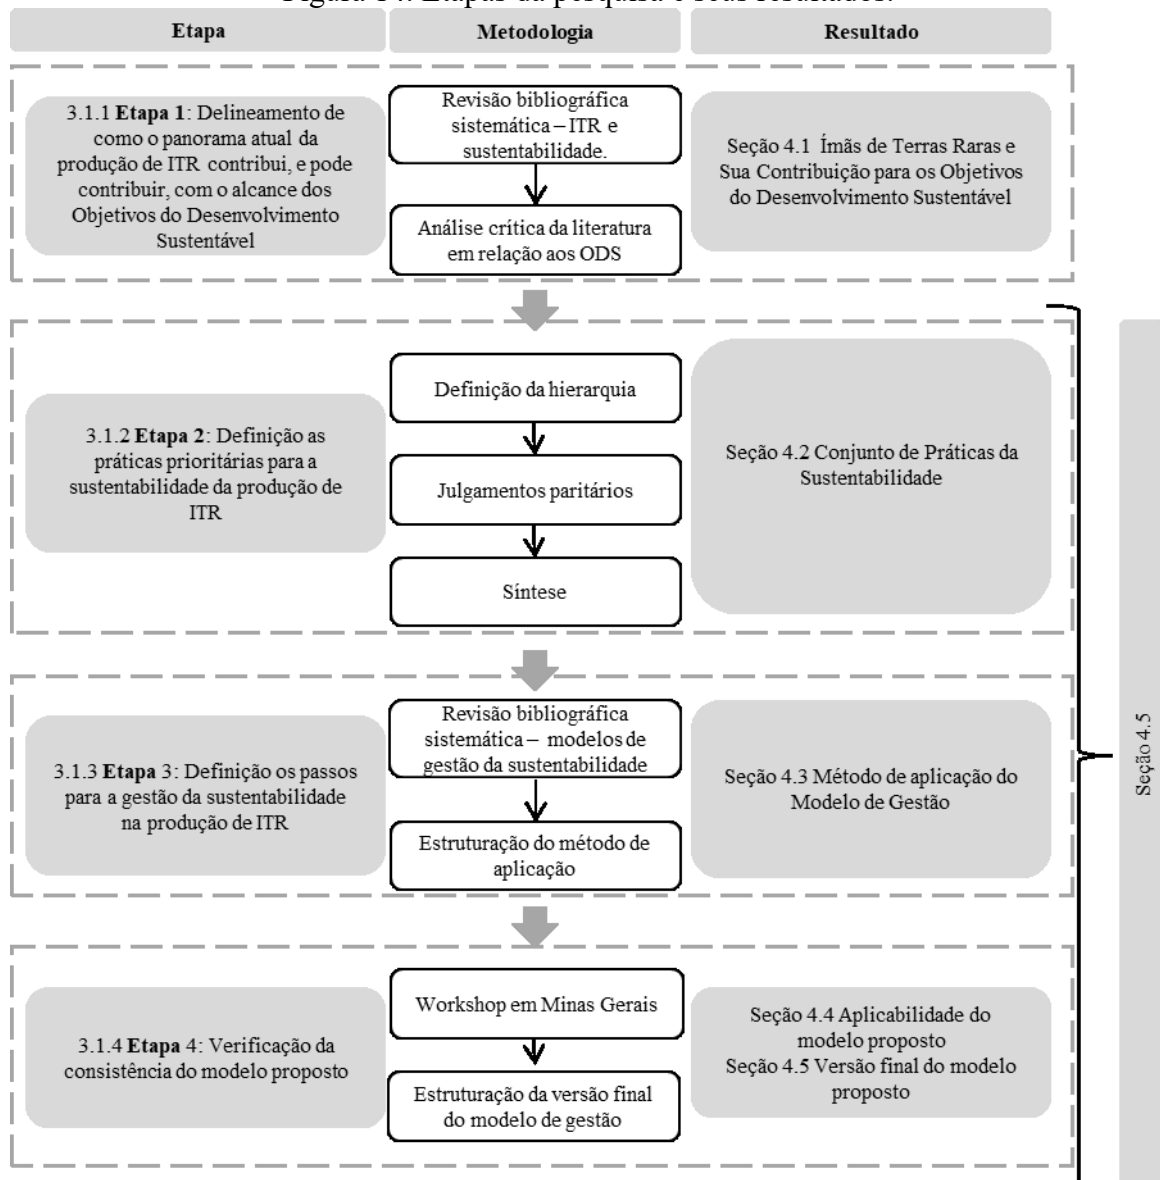 Figura 14: Etapas da pesquisa e seus resultados.
Etapa
Metodologia
Resultado
3.1.1 Etapa 1: Delineamento de
como o panorama atual da
produção de ITR contribui, e pode
contribuir, com o alcance dos
Objetivos do Desenvolvimento
Sustentável
Revisão bibliográfica
sistemática – ITR e
sustentabilidade.
Análise crítica da literatura
em relação aos ODS
Seção 4.1 Ímãs de Terras Raras e
Sua Contribuição para os Objetivos
do Desenvolvimento Sustentável
3.1.2 Etapa 2: Definição as
práticas prioritárias para a
sustentabilidade da produção de
ITR
Definição da hierarquia
Julgamentos paritários
Síntese
Seção 4.2 Conjunto de Práticas da
Sustentabilidade
3.1.3 Etapa 3: Definição os passos
para a gestão da sustentabilidade
na produção de ITR
Revisão bibliográfica
sistemática – modelos de
gestão da sustentabilidade
Estruturação do método de
aplicação
Seção 4.3 Método de aplicação do
Modelo de Gestão
3.1.4 Etapa 4: Verificação da
consistência do modelo proposto
Workshop em Minas Gerais
Estruturação da versão final
do modelo de gestão
Seção 4.4 Aplicabilidade do
modelo proposto
Seção 4.5 Versão final do modelo
proposto
Seção 4.5